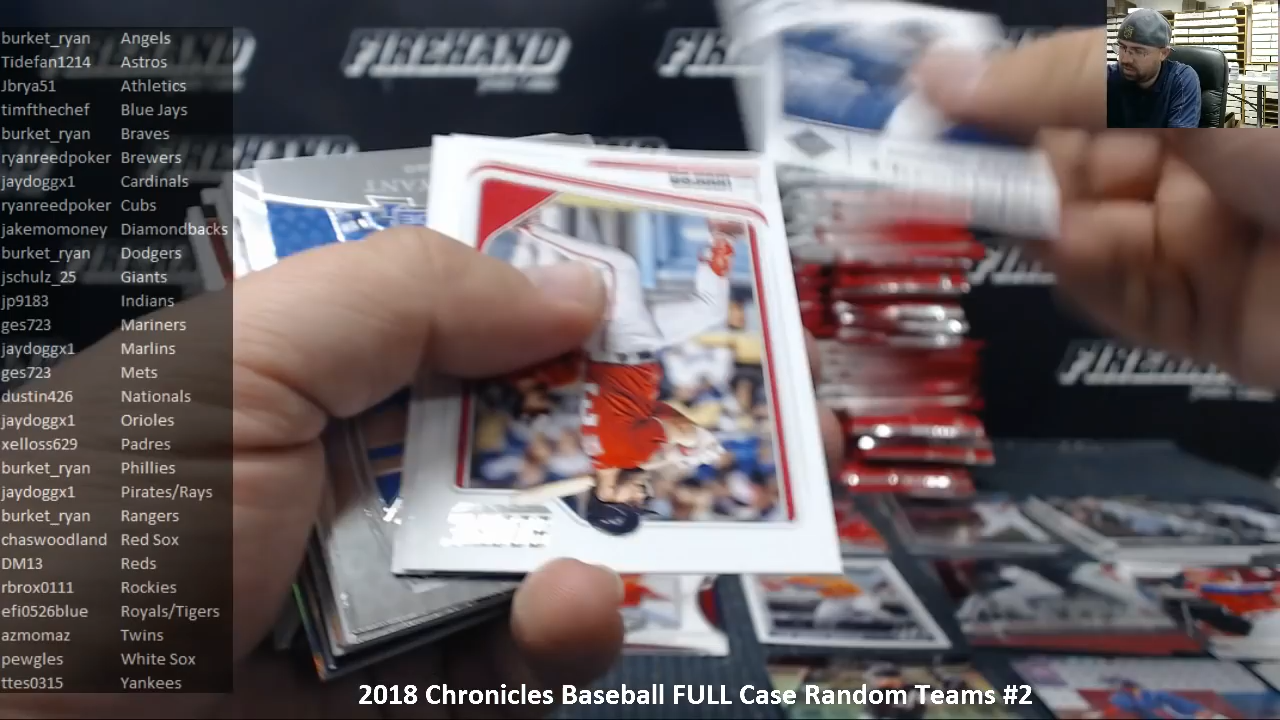 burket_ryan Angels
Tidefan1214 Astros
Jbrya51 Athletics
timfthechef Blue Jays
burket_ryan Braves
ryanreedpoker Brewers
jaydoggx1 Cardinals
ryanreedpoker Cubs
jakemomoney Diamondbacks
burket_ryan Dodgers
jschulz_25 Giants
jp9183 Indians
ges723 Mariners
jaydoggx1 Marlins
ges723 Mets
dustin426 Nationals
jaydoggx1 Orioles
xelloss629 Padres
burket_ryan Phillies
jaydoggx1 Pirates/Rays
burket_ryan Rangers
chaswoodland Red Sox
DM13 Reds
rbrox0111 Rockies
efi0526blue Royals/Tigers
azmomaz Twins
pewgles White Sox
ttes0315 Yankees
FIREHAND
FIREHAND
2018 Chronicles Baseball FULL Case Random Teams #2